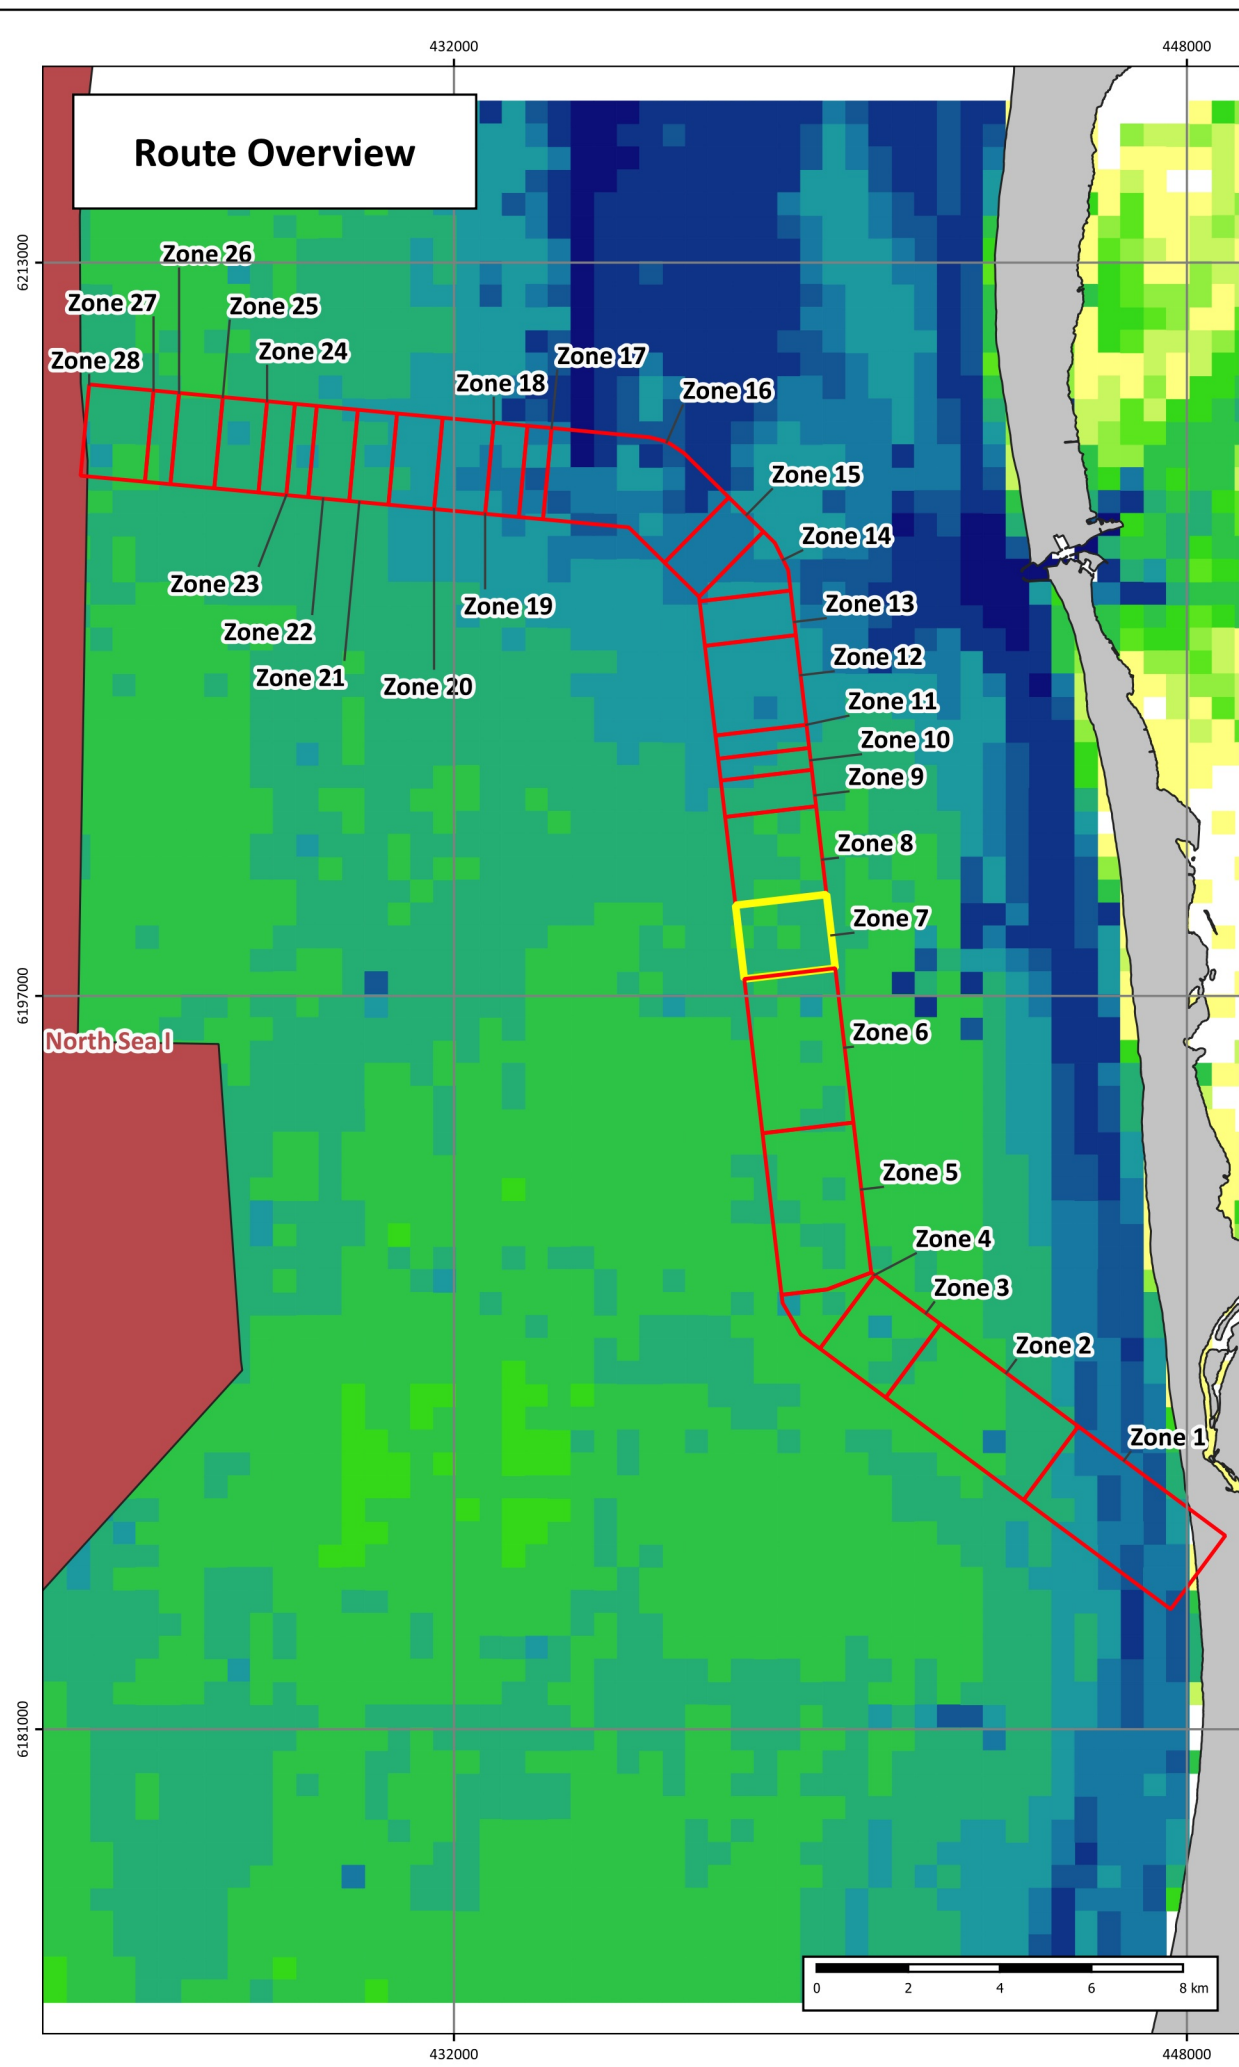 432000
448000
Route Overview
6213000
Zone 26
Zone 27
Zone 25
Zone 24
Zone 28
Zone 17
Zone 18
Zone 16
Zone 15
Zone 14
Zone 23
Zone 19
Zone 13
Zone 22
Zone 12
Zone 21
Zone 20
Zone 11
Zone 10
Zone 9
Zone 8
Zone 7
6197000
North Sea I
Zone 6
Zone 5
Zone 4
Zone 3
Zone 2
Zone 1
6181000
0 2 4 6 8 km
432000
448000